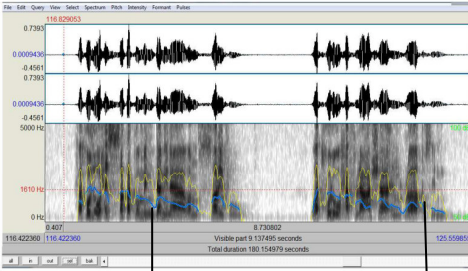 File Edit Query View Select Spectrum Pitch Intensity Formant Pulses
116.829053
0.7393
0.0009436
-0.4561
0.7393
0.0009436
-0.4561
5000 Hz
1610 Hz
0 Hz
0.407 8.730802
116.422360 116.422360 Visible part 9.137495 seconds
Total duration 180.154979 seconds
all in out sel bak